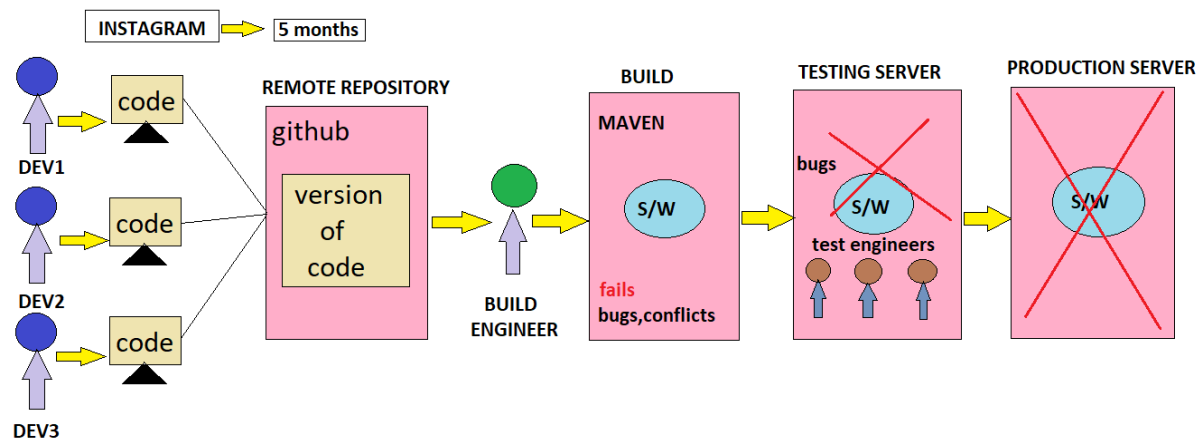 INSTAGRAM
5 months
DEV1
code
DEV2
code
DEV3
code
REMOTE REPOSITORY
github
version
of
code
BUILD
ENGINEER
BUILD
MAVEN
S/W
fails
bugs,conflicts
TESTING SERVER
bugs
S/W
test engineers
PRODUCTION SERVER
S/W